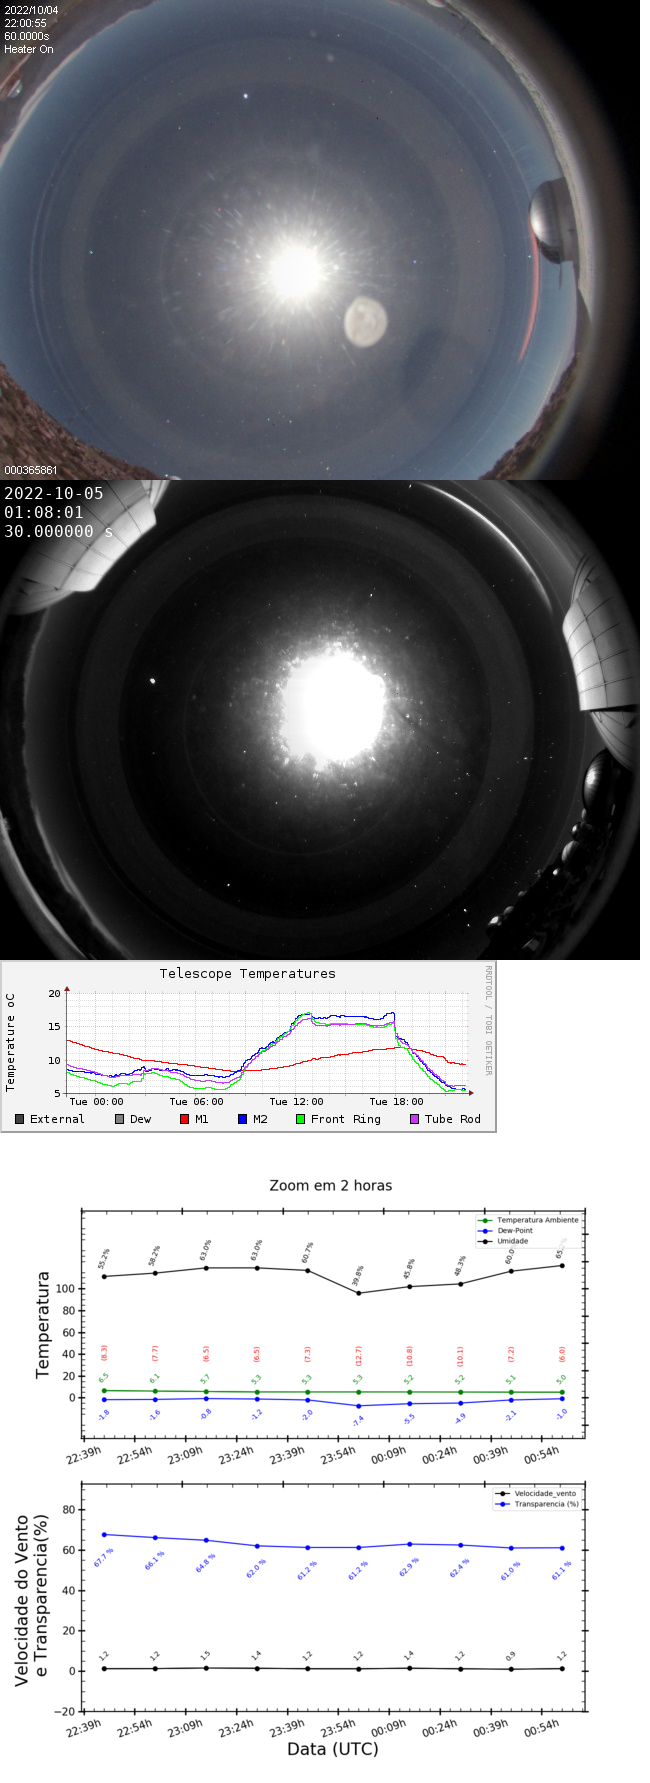 2022/10/04
22:00:55
60.0000s
Heater On
000365861
2022-10-05
01:08:01
30.000000 s
Telescope Temperatures
RRDTOOL / TOBI OETIKER
Temperature oC
20
15
10
5
Tue 00:00 Tue 06:00 Tue 12:00 Tue 18:00
External Dew M1 M2 Front Ring Tube Rod
Zoom em 2 horas
Temperatura Ambiente
Dew-Point
Umidade
Temperatura
55.2% 58.2% 63.0% 63.0% 60.7% 39.8% 45.8% 48.3% 60.0
100
80
60
40
20
0
(8.3) (7.7) (6.5) (6.5) (7.3) (12.7) (10.8) (10.1) (7.2) (6.0)
6.5 6.1 5.7 5.3 5.3 5.3 5.2 5.2 5.1 5.0
-1.8 -1.6 -0.8 -1.2 -2.0 -7.4 -5.5 -4.9 -2.1 -1.0
22:39h 22:54h 23:09h 23:24h 23:39h 23:54h 00:09h 00:24h 00:39h 00:54h
Velocidade_vento
Transparencia (%)
Velocidade do Vento
e Transparencia(%)
80
60
40
20
0
−20
67.7 % 66.1 % 64.8 % 62.0 % 61.2 % 61.2 % 62.9 % 62.4 % 61.0 % 61.1 %
1.2 1.2 1.5 1.4 1.2 1.2 1.4 1.2 0.9 1.2
22:39h 22:54h 23:09h 23:24h 23:39h 23:54h 00:09h 00:24h 00:39h 00:54h
Data (UTC)